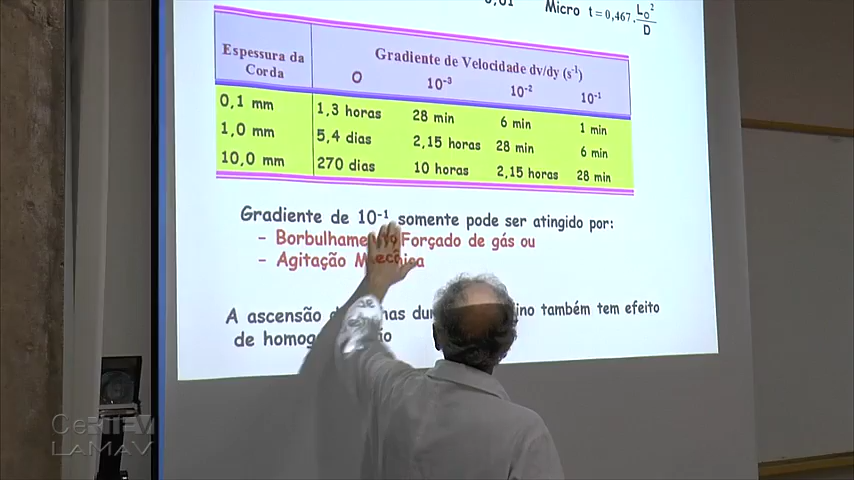 0,01
Micro t = 0,467. L₀²/D
Espessura da Corda
Gradiente de Velocidade dv/dy (s⁻¹)
O 10⁻³ 10⁻² 10⁻¹
0,1 mm 1,3 horas 28 min 6 min 1 min
1,0 mm 5,4 dias 2,15 horas 28 min 6 min
10,0 mm 270 dias 10 horas 2,15 horas 28 min
Gradiente de 10⁻¹ somente pode ser atingido por:
- Borbulhamento Forçado de gás ou
- Agitação Mecânica
A ascensão
também tem efeito
de
CeRTEV
LAMAV